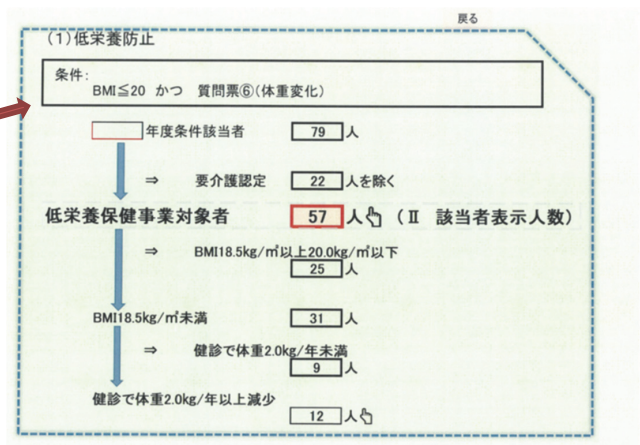 戻る
(1)低栄養防止
条件:
BMI≦20 かつ 質問票⑥(体重変化)
年度条件該当者 79 人
⇒ 要介護認定 22 人を除く
低栄養保健事業対象者 57 人 (Ⅱ 該当者表示人数)
⇒ BMI18.5kg/㎡以上20.0kg/㎡以下
25 人
BMI18.5kg/㎡未満 31 人
⇒ 健診で体重2.0kg/年未満
9 人
健診で体重2.0kg/年以上減少
12 人